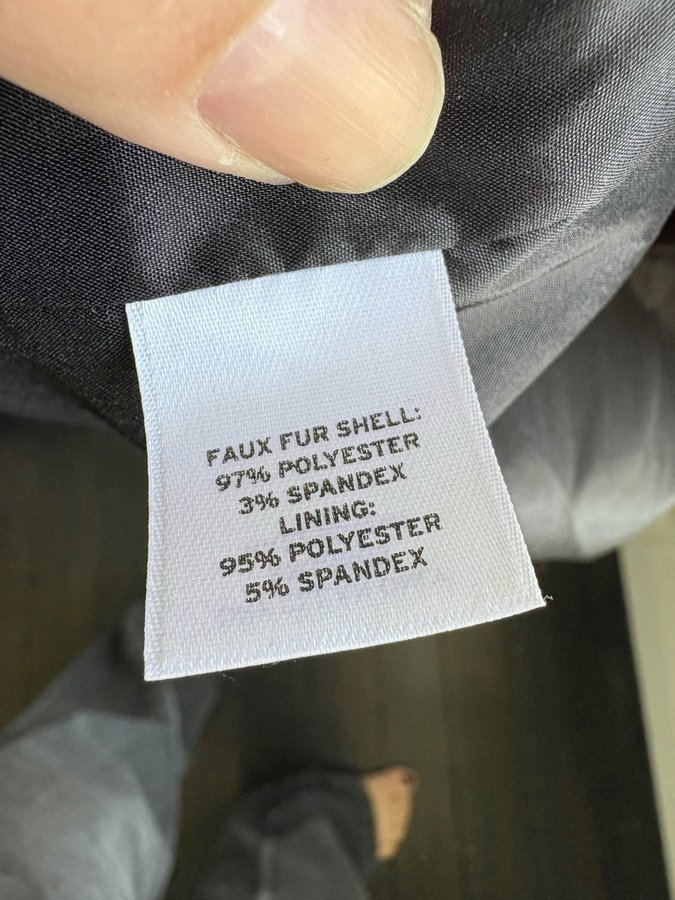 FAUX FUR SHELL:
97% POLYESTER
3% SPANDEX
LINING:
95% POLYESTER
5% SPANDEX